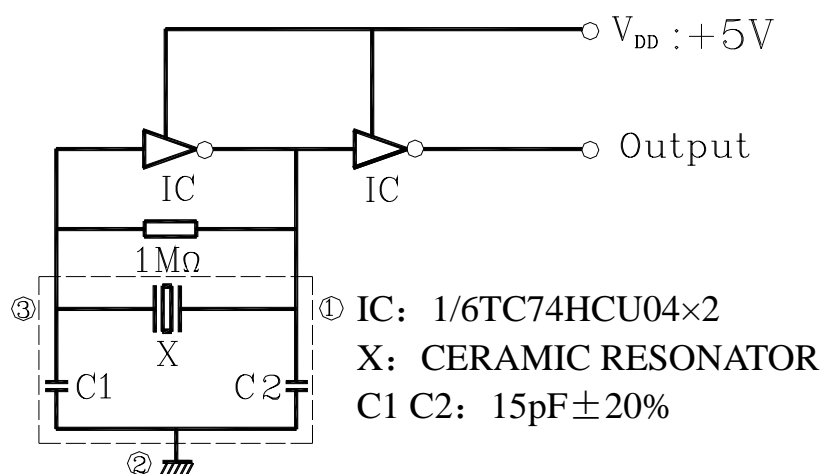 V_DD : +5V
Output
IC
IC
1MΩ
③
① IC：1/6TC74HCU04×2
X
X：CERAMIC RESONATOR
C1
C2
C1 C2：15pF±20%
②